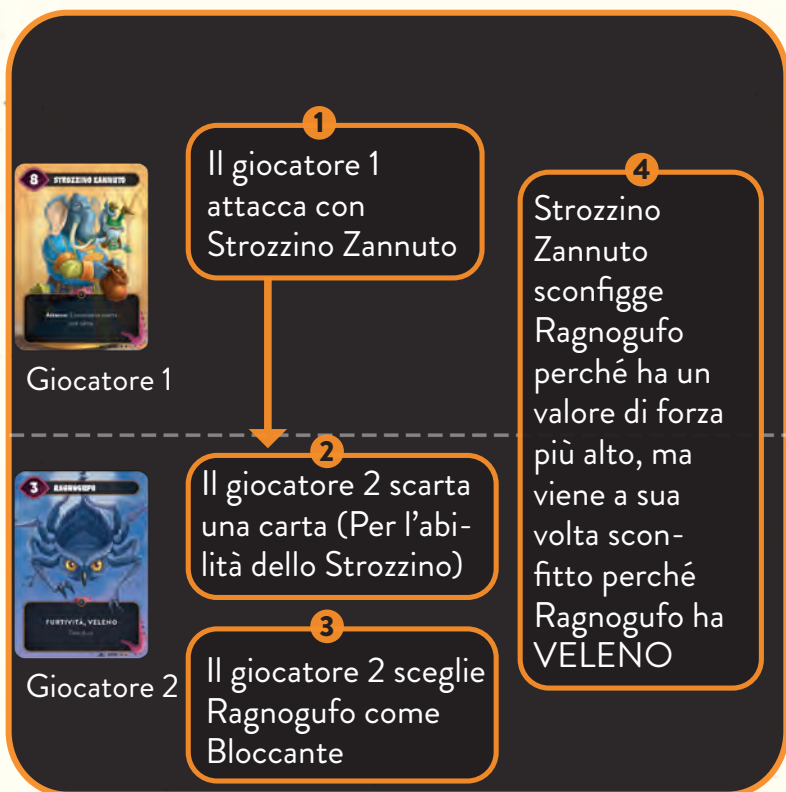 1
Il giocatore 1
attacca con
Strozzino Zannuto
8 STROZZINO ZANNUTO
Attacco:
Giocatore 1
2
Il giocatore 2 scarta
una carta (Per l’abi-
lità dello Strozzino)
3 RAGNOGUFO
FURTIVITÀ, VELENO
Giocatore 2
3
Il giocatore 2 sceglie
Ragnogufo come
Bloccante
4
Strozzino
Zannuto
sconfigge
Ragnogufo
perché ha un
valore di forza
più alto, ma
viene a sua
volta scon-
fitto perché
Ragnogufo ha
VELENO